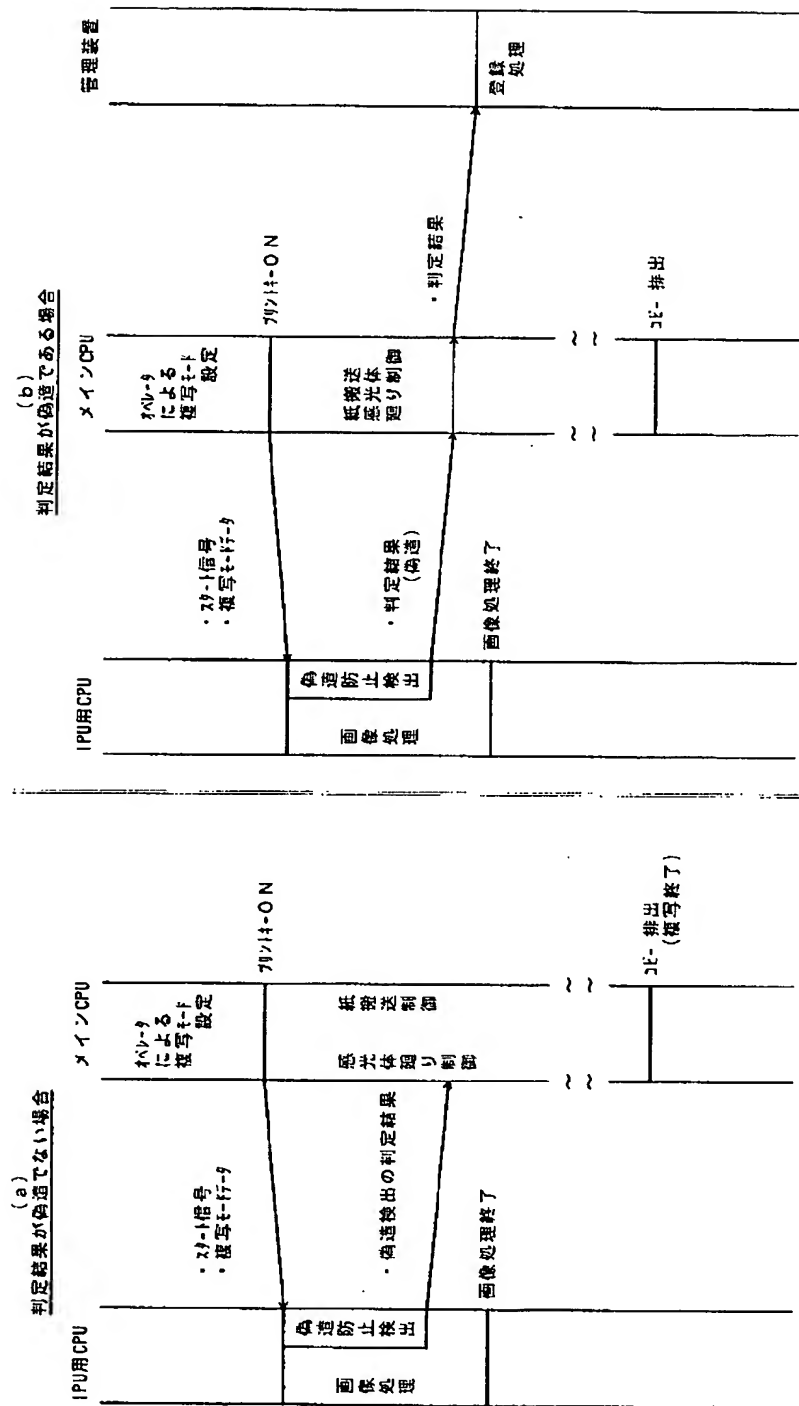 (a)
判定結果が偽造でない場合
IPU用CPU
メインCPU
オペレータ
による
複写モード
設定
プリントキーON
・スタート信号
・複写モードデータ
偽造防止検出
画像処理
感光体廻り制御
紙搬送制御
・偽造検出の判定結果
画像処理終了
コピー排出
(複写終了)
(b)
判定結果が偽造である場合
IPU用CPU
メインCPU
管理装置
オペレータ
による
複写モード
設定
プリントキーON
・スタート信号
・複写モードデータ
偽造防止検出
画像処理
紙搬送
感光体
廻り制御
・判定結果
(偽造)
・判定結果
登録
処理
画像処理終了
コピー排出